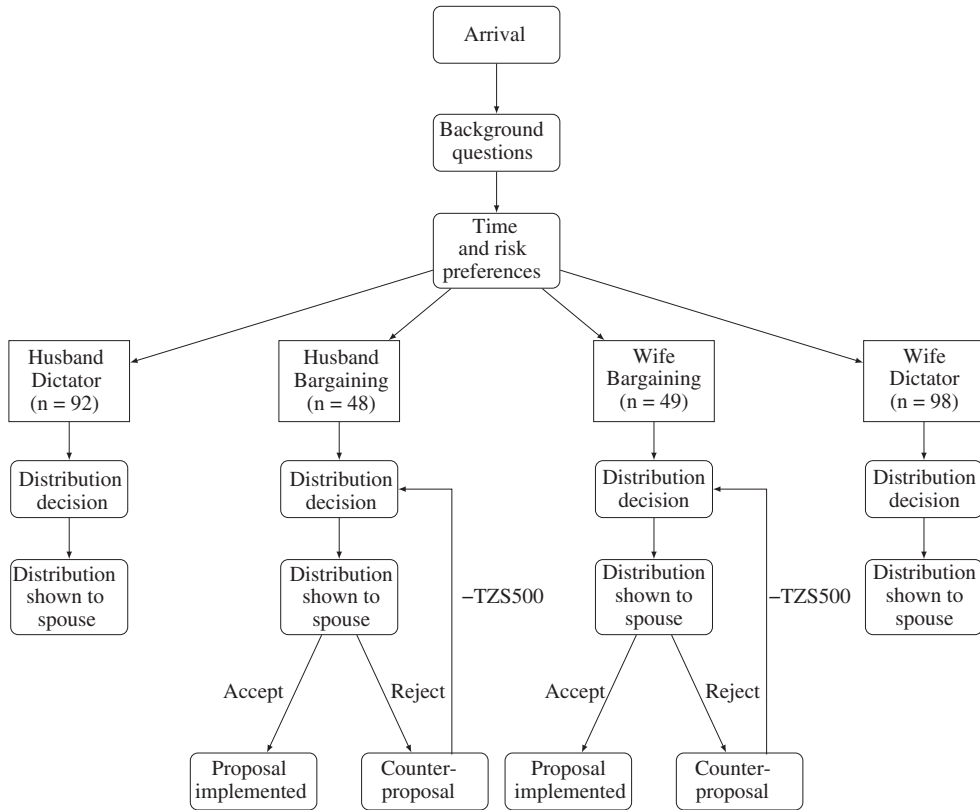 Arrival
Background
questions
Time
and risk
preferences
Husband
Dictator
(n = 92)
Husband
Bargaining
(n = 48)
Wife
Bargaining
(n = 49)
Wife
Dictator
(n = 98)
Distribution
decision
Distribution
decision
Distribution
decision
Distribution
decision
Distribution
shown to
spouse
Distribution
shown to
spouse
–TZS500
Distribution
shown to
spouse
–TZS500
Distribution
shown to
spouse
Accept
Reject
Accept
Reject
Proposal
implemented
Counter-
proposal
Proposal
implemented
Counter-
proposal